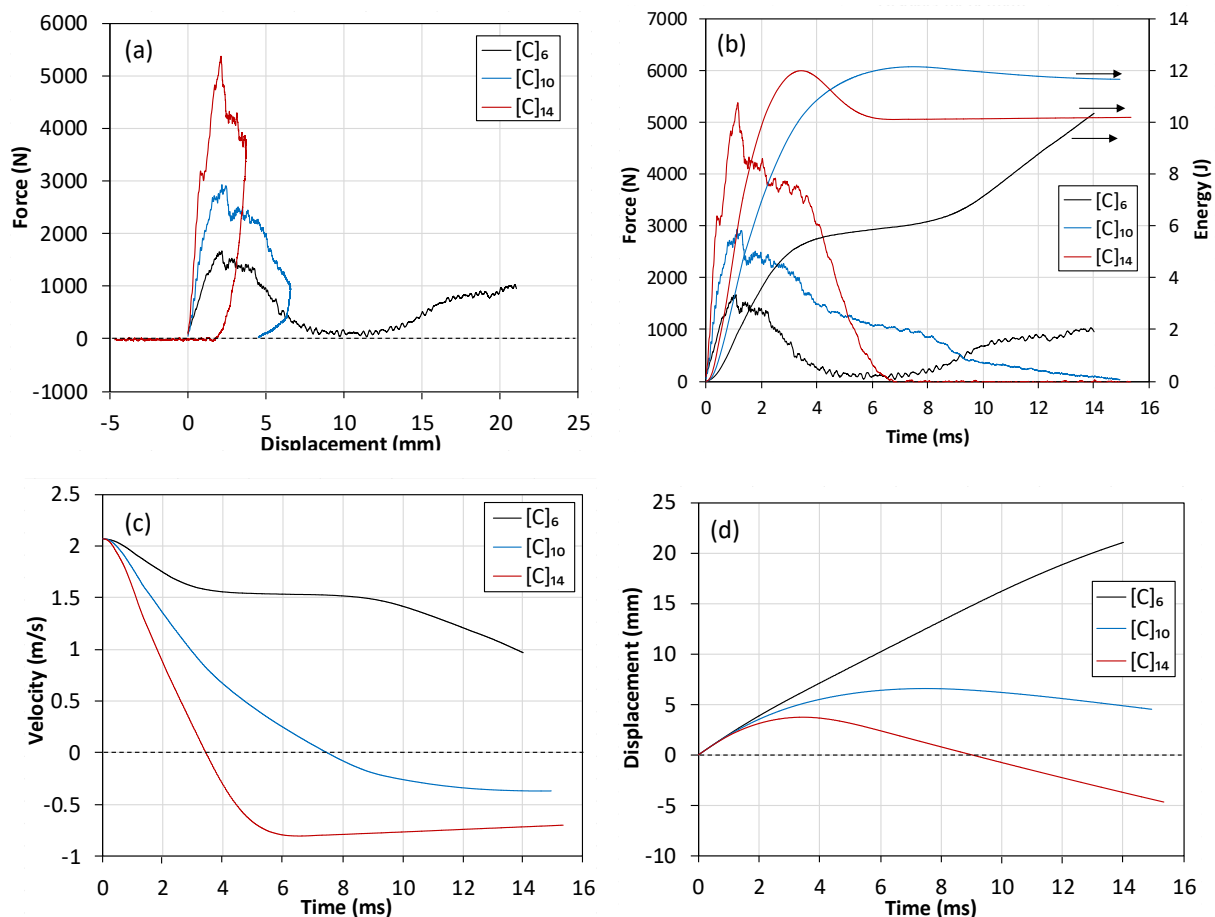 (a)
[C]₆
[C]₁₀
[C]₁₄
Force (N)
6000
5000
4000
3000
2000
1000
0
-1000
-5 0 5 10 15 20 25
Displacement (mm)
(b)
[C]₆
[C]₁₀
[C]₁₄
Force (N)
7000
6000
5000
4000
3000
2000
1000
0
Energy (J)
14
12
10
8
6
4
2
0
0 2 4 6 8 10 12 14 16
Time (ms)
(c)
[C]₆
[C]₁₀
[C]₁₄
Velocity (m/s)
2.5
2
1.5
1
0.5
0
-0.5
-1
0 2 4 6 8 10 12 14 16
Time (ms)
(d)
[C]₆
[C]₁₀
[C]₁₄
Displacement (mm)
25
20
15
10
5
0
-5
-10
0 2 4 6 8 10 12 14 16
Time (ms)